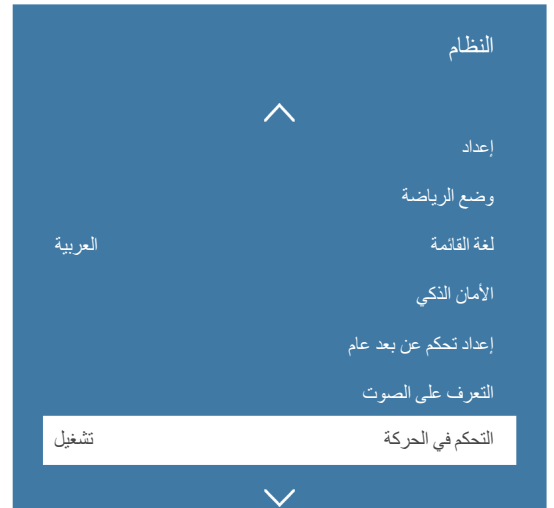 النظام
إعداد
وضع الرياضة
لغة القائمة العربية
الأمان الذكي
إعداد تحكم عن بعد عام
التعرف على الصوت
التحكم في الحركة تشغيل